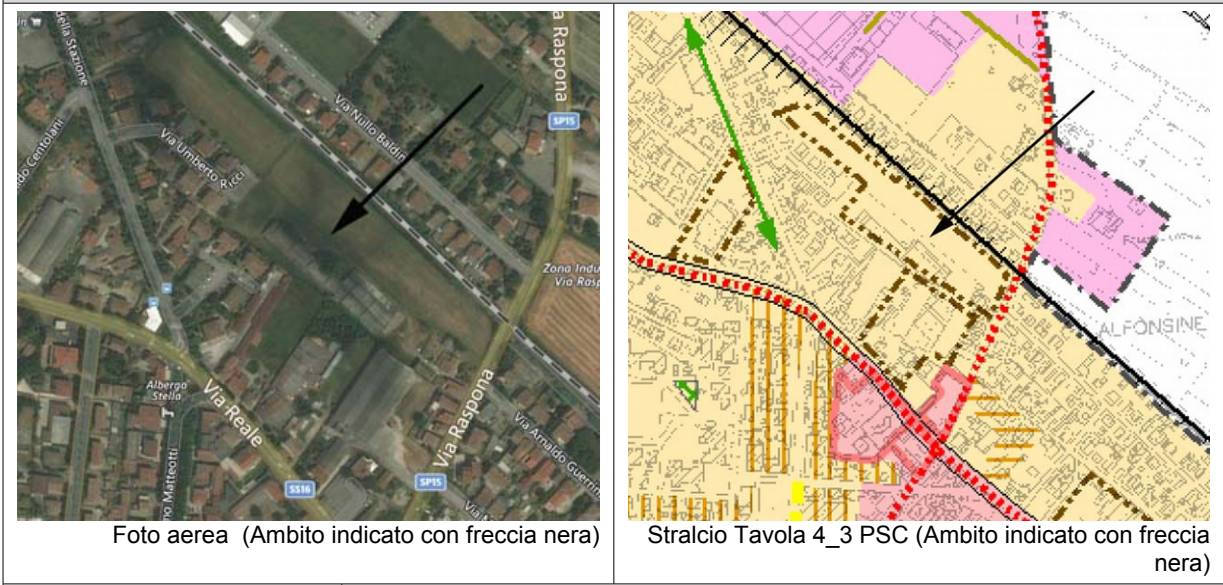 della Stazione
Via Raspona
SP15
Via Nullo Baldin
do Centolani
Via Umberto Ricci
Zona Indu
Via Rasp
Albergo
Stella
Via Reale
Via Raspona
Via Arnaldo Guerrin
no Matteotti
SS16
SP15
ALFONSINE
Foto aerea (Ambito indicato con freccia nera)
Stralcio Tavola 4_3 PSC (Ambito indicato con freccia
nera)